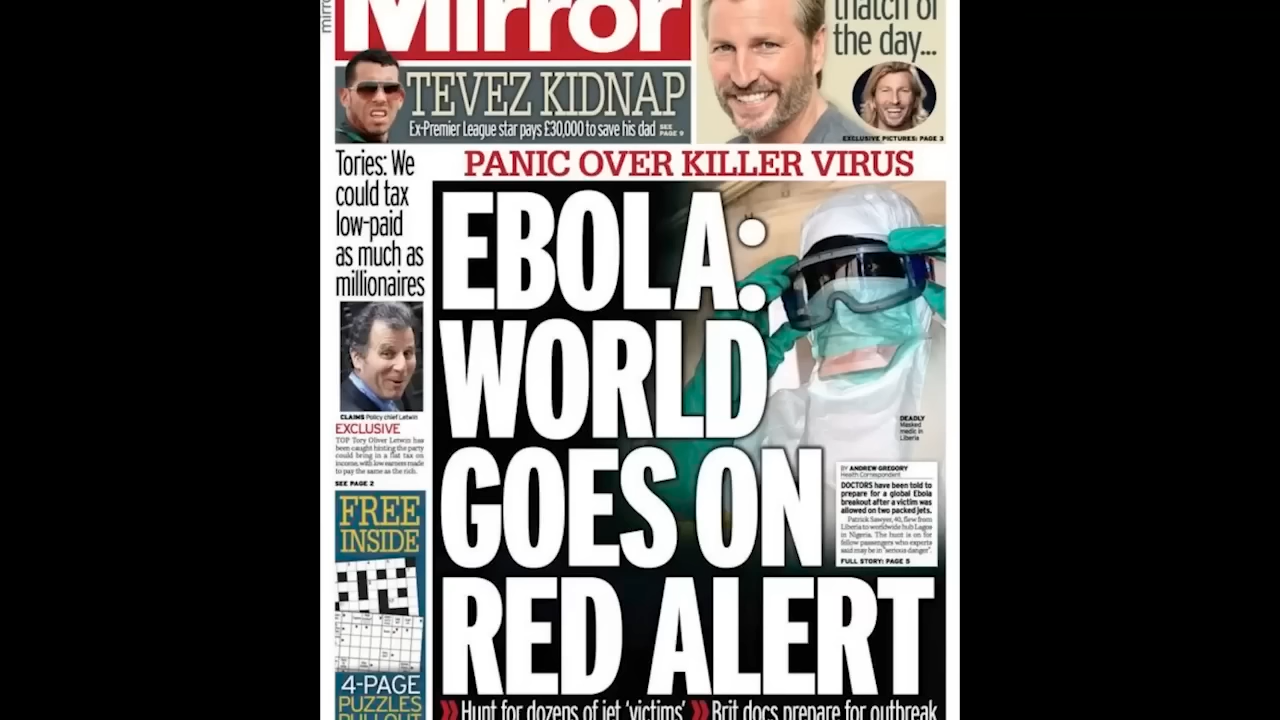 mirro
Mirror
thatch of
the day...
TEVEZ KIDNAP
Ex-Premier League star pays £30,000 to save his dad SEE PAGE 9
EXCLUSIVE PICTURES: PAGE 3
Tories: We
could tax
low-paid
as much as
millionaires
CLAIMS Policy chief Letwin
EXCLUSIVE
TOP Tory Oliver Letwin has
been caught hinting the party
could bring in a flat tax on
income, with low earners made
to pay the same as the rich.
SEE PAGE 2
FREE
INSIDE
4-PAGE
PUZZLES
PULLOUT
PANIC OVER KILLER VIRUS
EBOLA:
WORLD
GOES ON
RED ALERT
DEADLY
Masked
medic in
Liberia
BY ANDREW GREGORY
Health Correspondent
DOCTORS have been told to
prepare for a global Ebola
breakout after a victim was
allowed on two packed jets.
Patrick Sawyer, 40, flew from
Liberia to worldwide hub Lagos
in Nigeria. The hunt is on for
fellow passengers who experts
said may be in "serious danger".
FULL STORY: PAGE 5
Hunt for dozens of jet 'victims' Brit docs prepare for outbreak